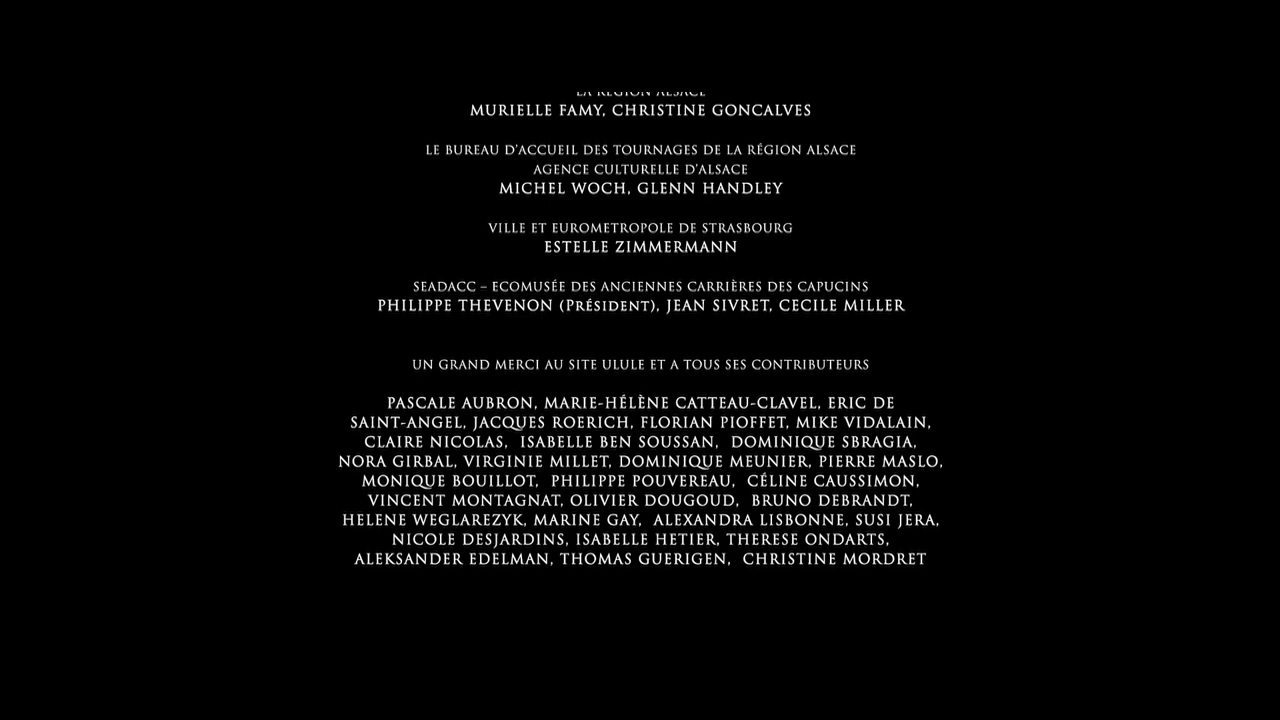 LA RÉGION ALSACE
MURIELLE FAMY, CHRISTINE GONCALVES
LE BUREAU D'ACCUEIL DES TOURNAGES DE LA RÉGION ALSACE
AGENCE CULTURELLE D'ALSACE
MICHEL WOCH, GLENN HANDLEY
VILLE ET EUROMETROPOLE DE STRASBOURG
ESTELLE ZIMMERMANN
SEADACC – ECOMUSÉE DES ANCIENNES CARRIÈRES DES CAPUCINS
PHILIPPE THEVENON (PRÉSIDENT), JEAN SIVRET, CECILE MILLER
UN GRAND MERCI AU SITE ULULE ET A TOUS SES CONTRIBUTEURS
PASCALE AUBRON, MARIE-HÉLÈNE CATTEAU-CLAVEL, ERIC DE
SAINT-ANGEL, JACQUES ROERICH, FLORIAN PIOFFET, MIKE VIDALAIN,
CLAIRE NICOLAS, ISABELLE BEN SOUSSAN, DOMINIQUE SBRAGIA,
NORA GIRBAL, VIRGINIE MILLET, DOMINIQUE MEUNIER, PIERRE MASLO,
MONIQUE BOUILLOT, PHILIPPE POUVEREAU, CÉLINE CAUSSIMON,
VINCENT MONTAGNAT, OLIVIER DOUGOUD, BRUNO DEBRANDT,
HELENE WEGLAREZYK, MARINE GAY, ALEXANDRA LISBONNE, SUSI JERA,
NICOLE DESJARDINS, ISABELLE HETIER, THERESE ONDARTS,
ALEKSANDER EDELMAN, THOMAS GUERIGEN, CHRISTINE MORDRET